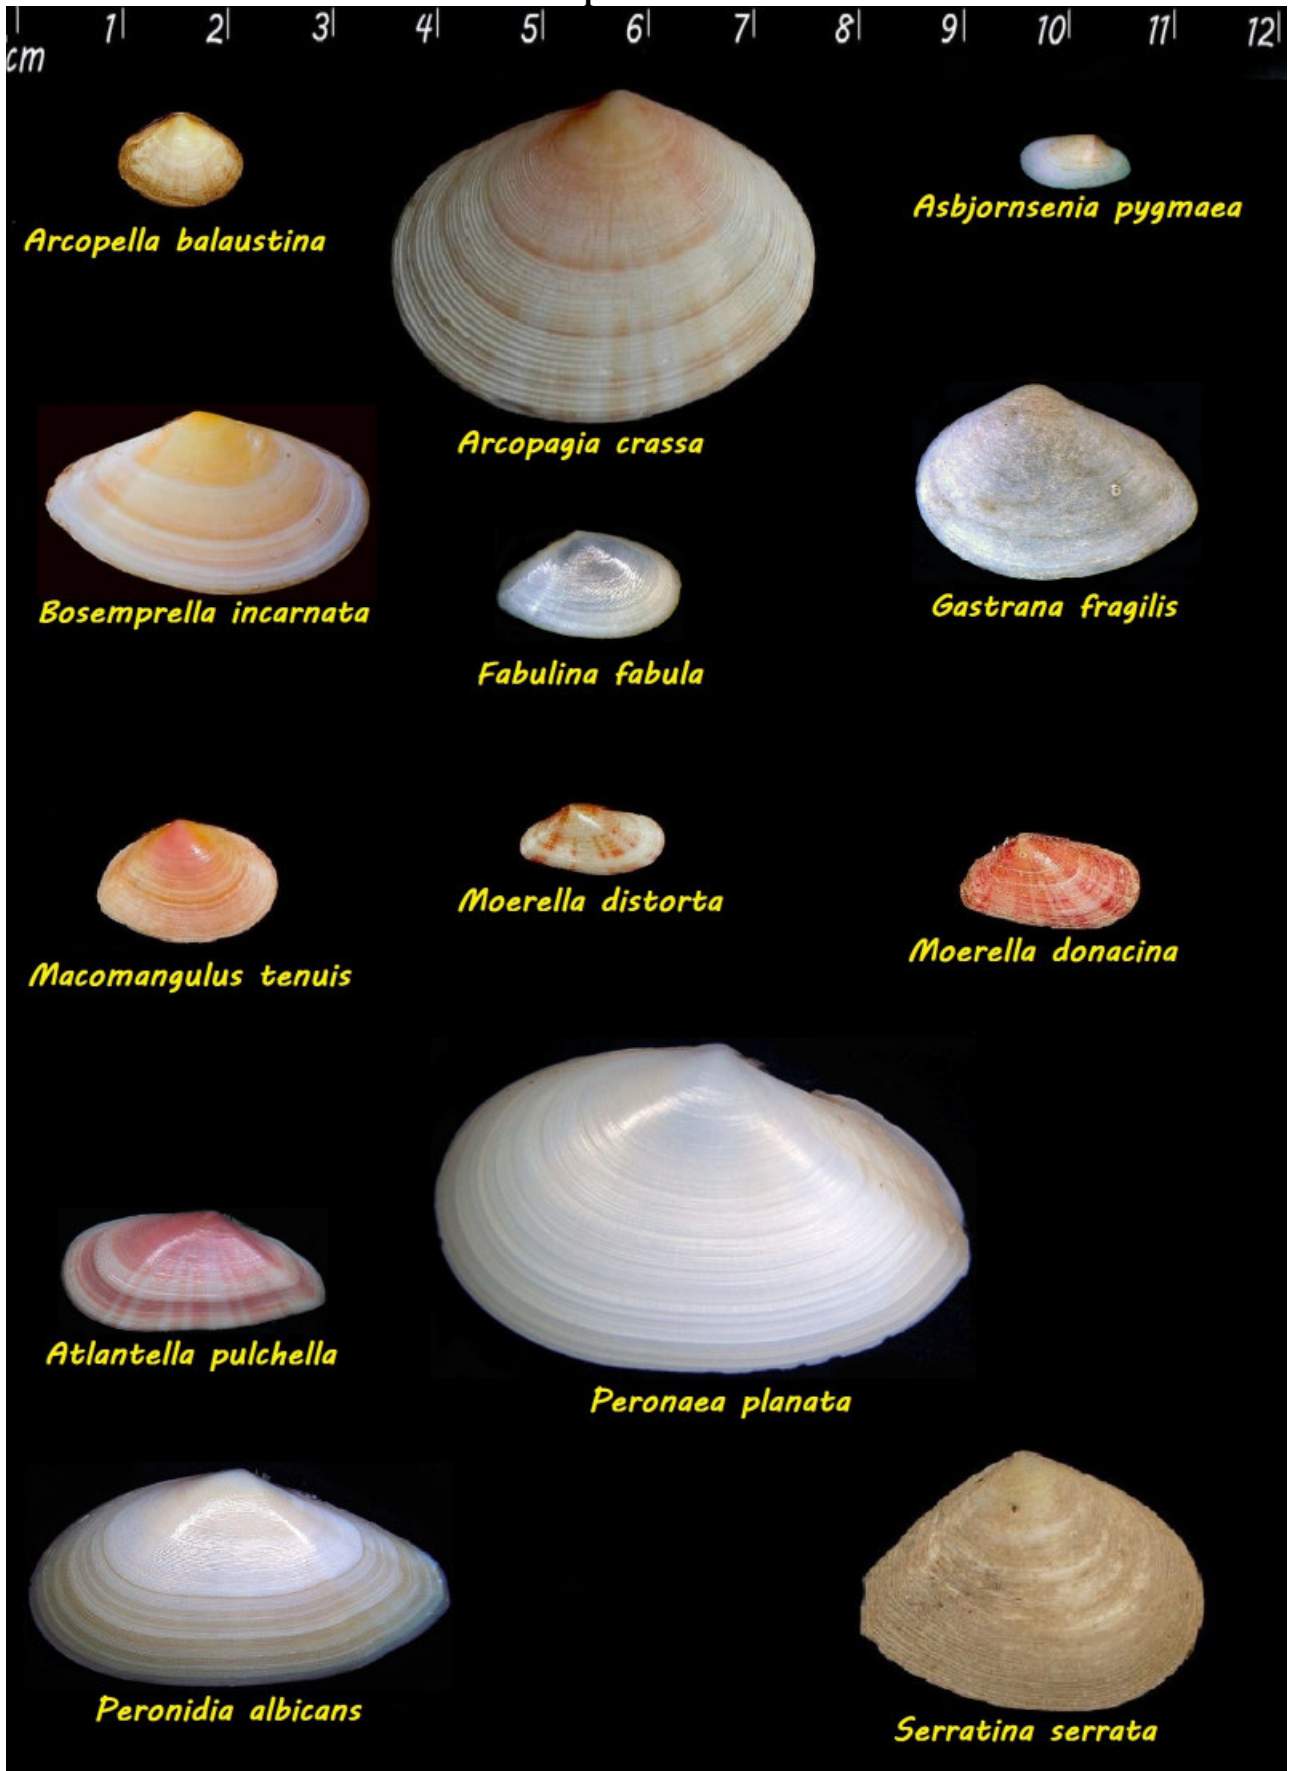 1 2 3 4 5 6 7 8 9 10 11 12
cm
Arcopella balaustina
Asbjornsenia pygmaea
Arcopagia crassa
Bosemprella incarnata
Gastrana fragilis
Fabulina fabula
Macomangulus tenuis
Moerella distorta
Moerella donacina
Atlantella pulchella
Peronaea planata
Peronidia albicans
Serratina serrata